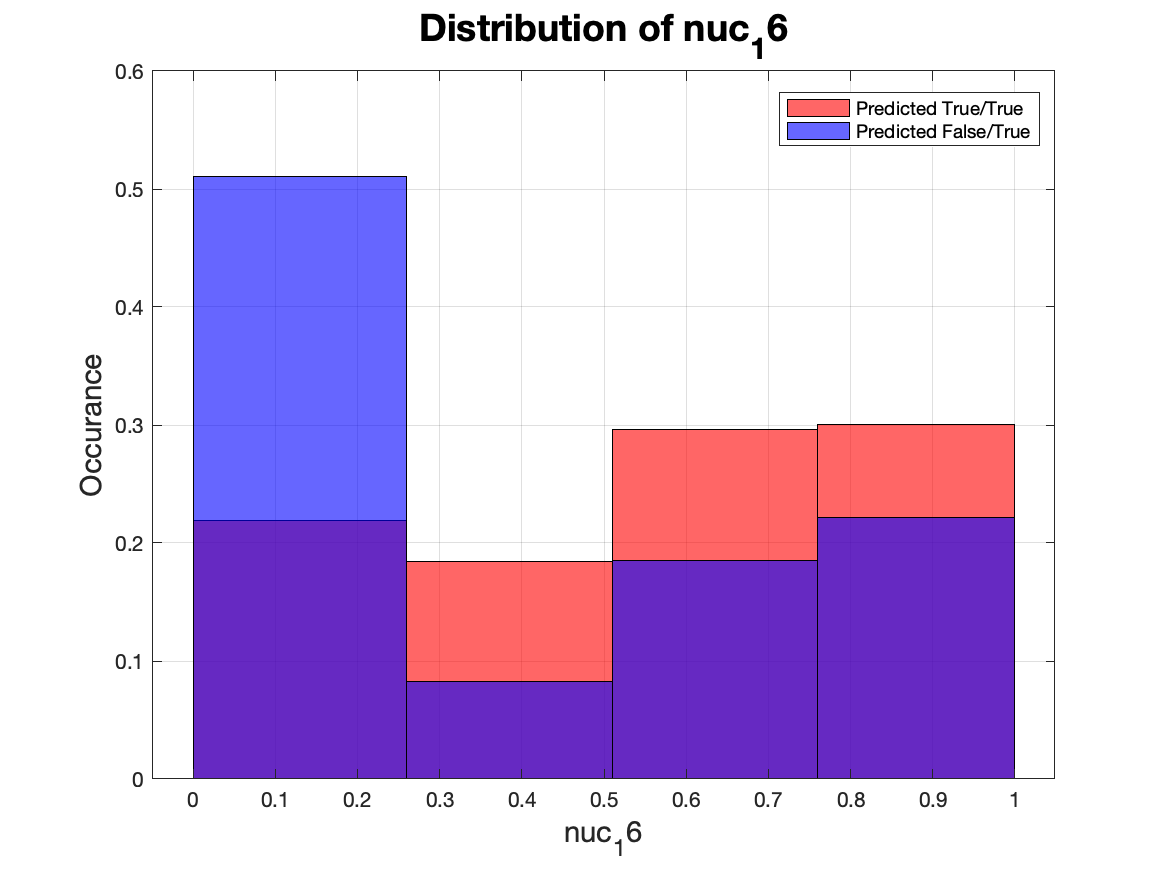 Distribution of nuc₁6
0.6
Predicted True/True
Predicted False/True
0.5
0.4
0.3
0.2
0.1
0
Occurance
0 0.1 0.2 0.3 0.4 0.5 0.6 0.7 0.8 0.9 1
nuc₁6